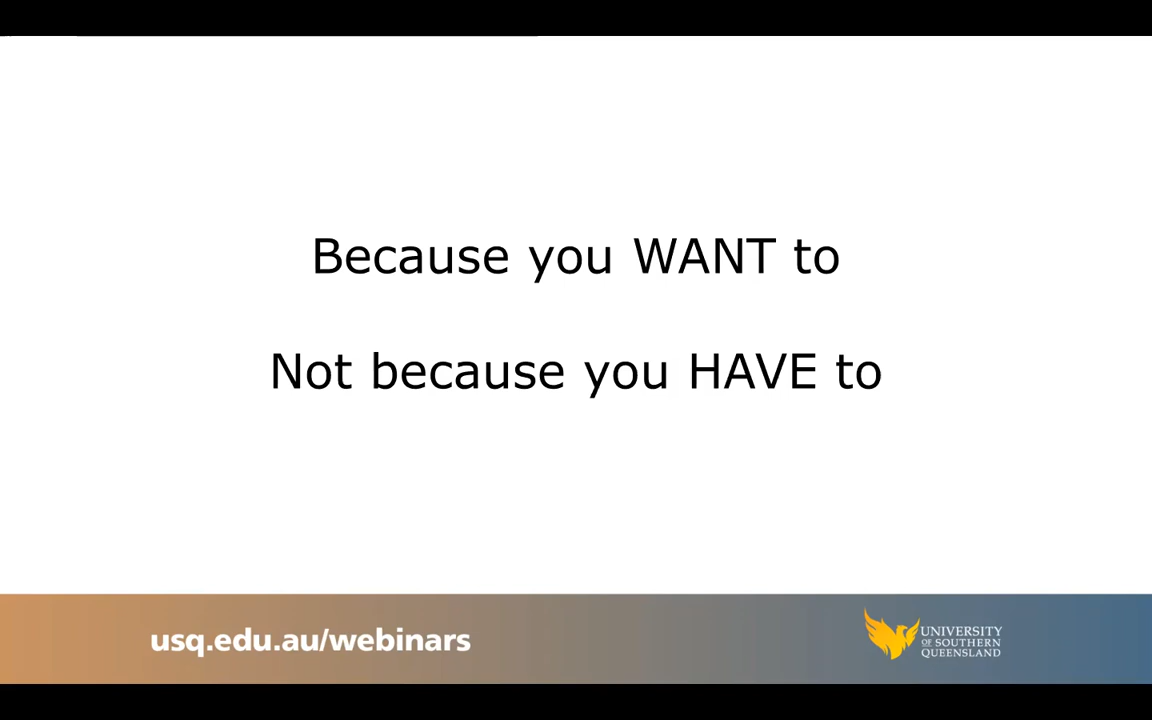 Because you WANT to
Not because you HAVE to
usq.edu.au/webinars
UNIVERSITY
OF SOUTHERN
QUEENSLAND